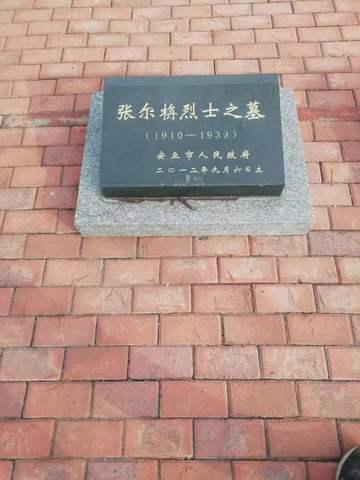 张尔栴烈士之墓
（1910—1939）
安丘市人民政府
二〇一二年九月六日立